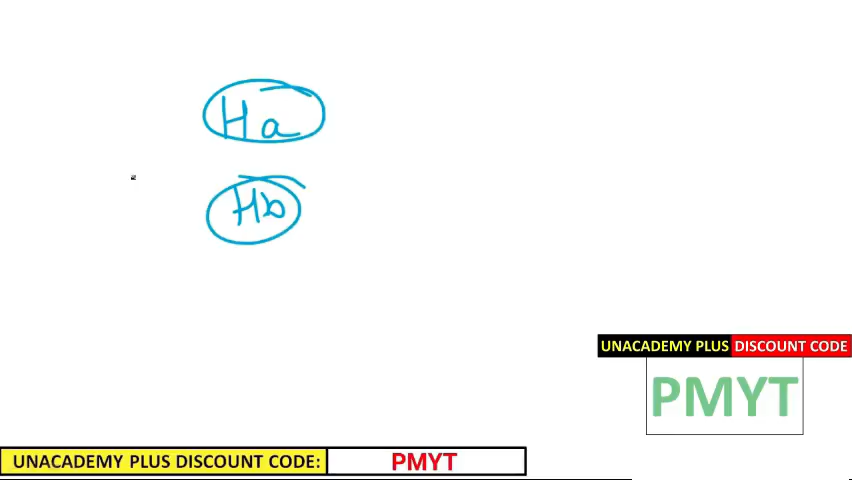 Ha
Hb
UNACADEMY PLUS DISCOUNT CODE
PMYT
UNACADEMY PLUS DISCOUNT CODE: PMYT